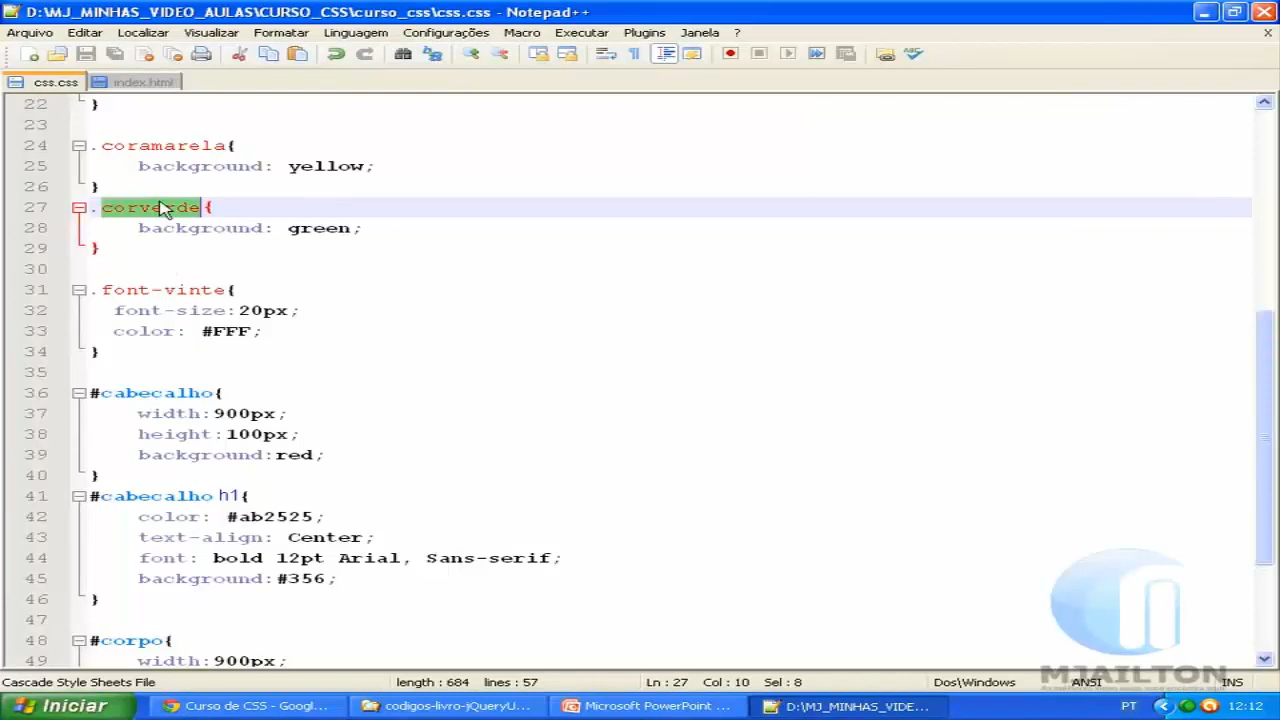 D:\MJ_MINHAS_VIDEO_AULAS\CURSO_CSS\curso_css\css.css - Notepad++
Arquivo Editar Localizar Visualizar Formatar Linguagem Configurações Macro Executar Plugins Janela ? X
css.css index.html
22 }
23
24 .coramarela{
25 background: yellow;
26 }
27 .corverde{
28 background: green;
29 }
30
31 .font-vinte{
32 font-size:20px;
33 color: #FFF;
34 }
35
36 #cabecalho{
37 width:900px;
38 height:100px;
39 background:red;
40 }
41 #cabecalho h1{
42 color: #ab2525;
43 text-align: Center;
44 font: bold 12pt Arial, Sans-serif;
45 background:#356;
46 }
47
48 #corpo{
49 width:900px;
MJAILTON
Cascade Style Sheets File length : 684 lines : 57 Ln : 27 Col : 10 Sel : 8 Dos\Windows ANSI INS
Iniciar Curso de CSS - Googl... codigos-livro-jQueryU... Microsoft PowerPoint ... D:\MJ_MINHAS_VIDE... PT 12:12